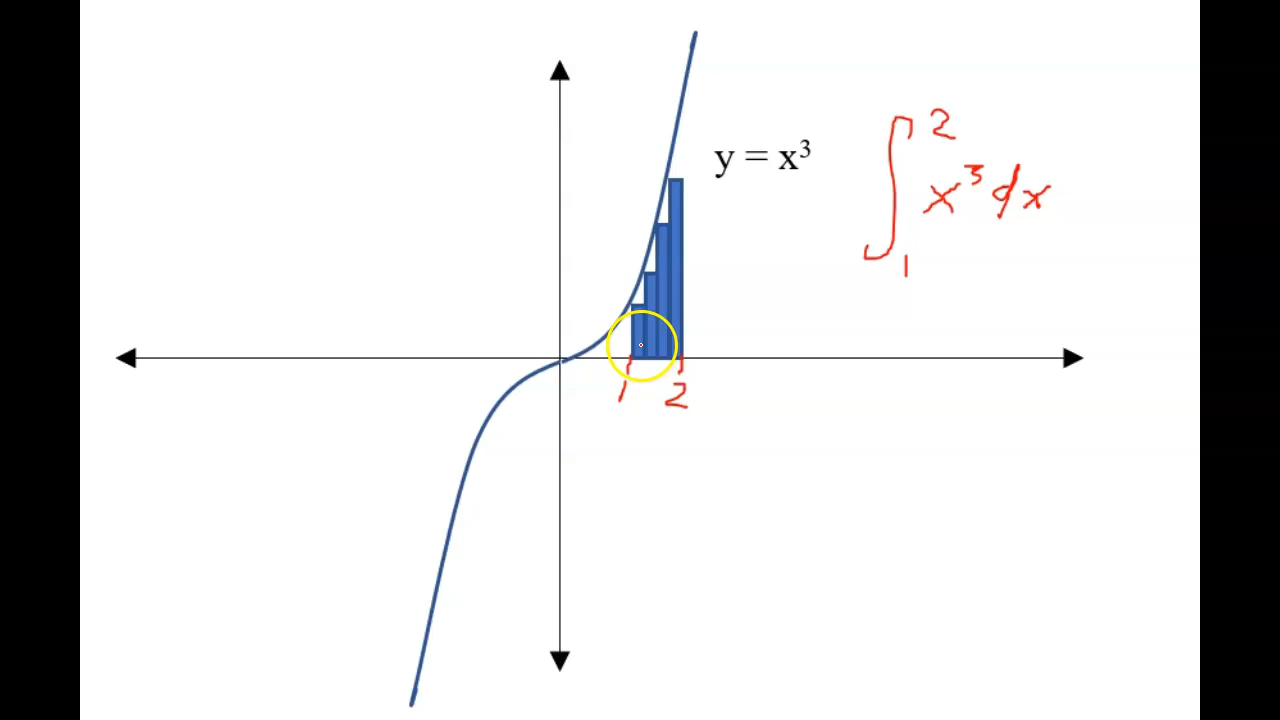 y = x³
∫₁² x³ dx
1 2